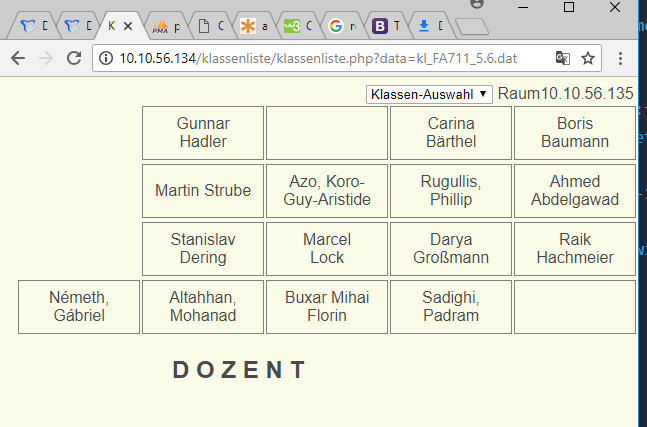 D
D
K
p
C
a
C
r
T
D
10.10.56.134/klassenliste/klassenliste.php?data=kl_FA711_5.6.dat
Klassen-Auswahl Raum10.10.56.135
Gunnar
Hadler
Carina
Bärthel
Boris
Baumann
Martin Strube
Azo, Koro-
Guy-Aristide
Rugullis,
Phillip
Ahmed
Abdelgawad
Stanislav
Dering
Marcel
Lock
Darya
Großmann
Raik
Hachmeier
Németh,
Gábriel
Altahhan,
Mohanad
Buxar Mihai
Florin
Sadighi,
Padram
D O Z E N T